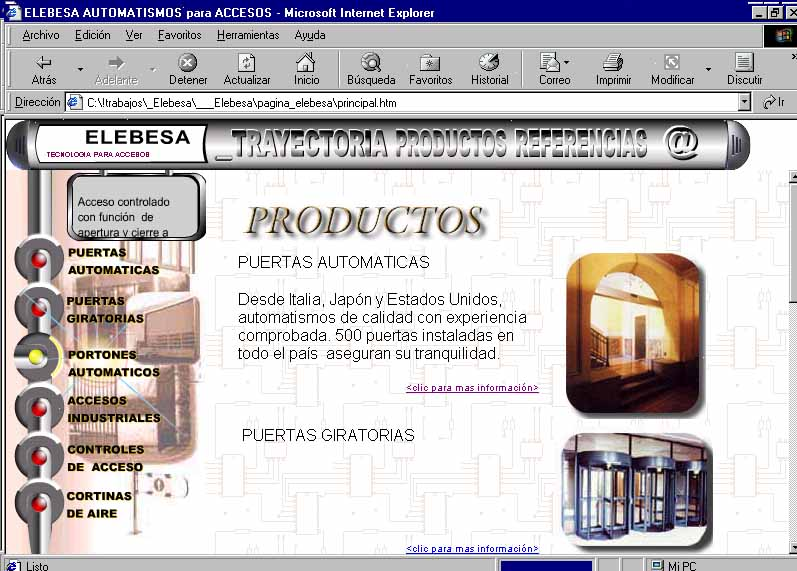 ELEBESA AUTOMATISMOS para ACCESOS - Microsoft Internet Explorer
Archivo Edición Ver Favoritos Herramientas Ayuda
Atrás Adelante Detener Actualizar Inicio Búsqueda Favoritos Historial Correo Imprimir Modificar Discutir
Dirección C:\!trabajos\_Elebesa\___Elebesa\pagina_elebesa\principal.htm Ir
ELEBESA
TECNOLOGIA PARA ACCESOS
_TRAYECTORIA PRODUCTOS REFERENCIAS @
Acceso controlado
con función de
apertura y cierre a
PUERTAS
AUTOMATICAS
PUERTAS
GIRATORIAS
PORTONES
AUTOMATICOS
ACCESOS
INDUSTRIALES
CONTROLES
DE ACCESO
CORTINAS
DE AIRE
PRODUCTOS
PUERTAS AUTOMATICAS
Desde Italia, Japón y Estados Unidos,
automatismos de calidad con experiencia
comprobada. 500 puertas instaladas en
todo el país aseguran su tranquilidad.
<clic para mas información>
PUERTAS GIRATORIAS
<clic para mas información>
Listo
Mi PC